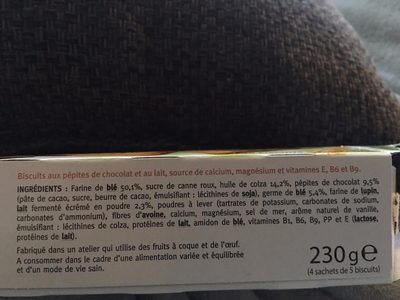 Biscuits aux pépites de chocolat et au lait, source de calcium, magnésium et vitamines E, B6 et B9.
INGRÉDIENTS : Farine de blé 50,1%, sucre de canne roux, huile de colza 14,2%, pépites de chocolat 9,5%
(pâte de cacao, sucre, beurre de cacao, émulsifiant : lécithines de soja), germe de blé 5,4%, farine de lupin,
lait fermenté écrémé en poudre 2,3%, poudres à lever (tartrates de potassium, carbonates de sodium,
carbonates d'ammonium), fibres d'avoine, calcium, magnésium, sel de mer, arôme naturel de vanille,
émulsifiant : lécithines de colza, protéines de lait, amidon de blé, vitamines B1, B6, B9, PP et E (lactose,
protéines de lait).
Fabriqué dans un atelier qui utilise des fruits à coque et de l'œuf.
A consommer dans le cadre d'une alimentation variée et équilibrée
et d'un mode de vie sain.
230g e
(4 sachets de 5 biscuits)